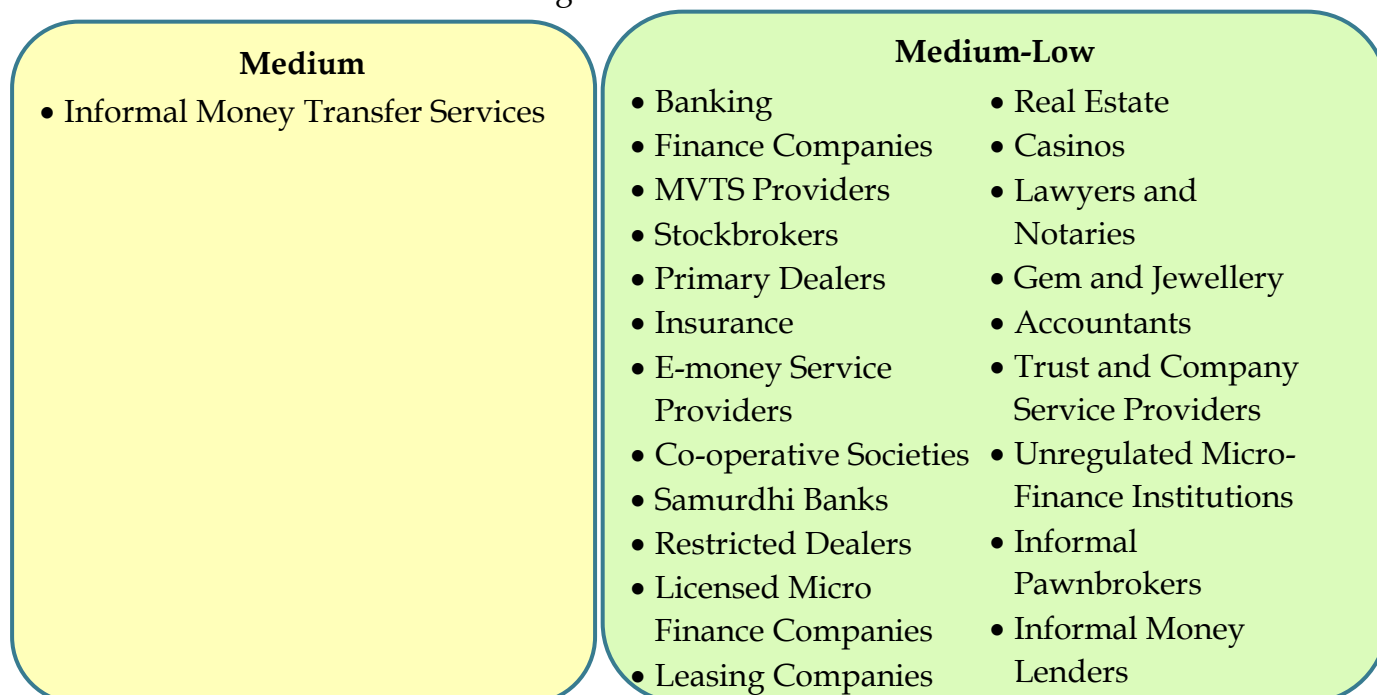 Medium
• Informal Money Transfer Services
Medium-Low
• Banking
• Finance Companies
• MVTS Providers
• Stockbrokers
• Primary Dealers
• Insurance
• E-money Service
Providers
• Co-operative Societies
• Samurdhi Banks
• Restricted Dealers
• Licensed Micro
Finance Companies
• Leasing Companies
• Real Estate
• Casinos
• Lawyers and
Notaries
• Gem and Jewellery
• Accountants
• Trust and Company
Service Providers
• Unregulated Micro-
Finance Institutions
• Informal
Pawnbrokers
• Informal Money
Lenders